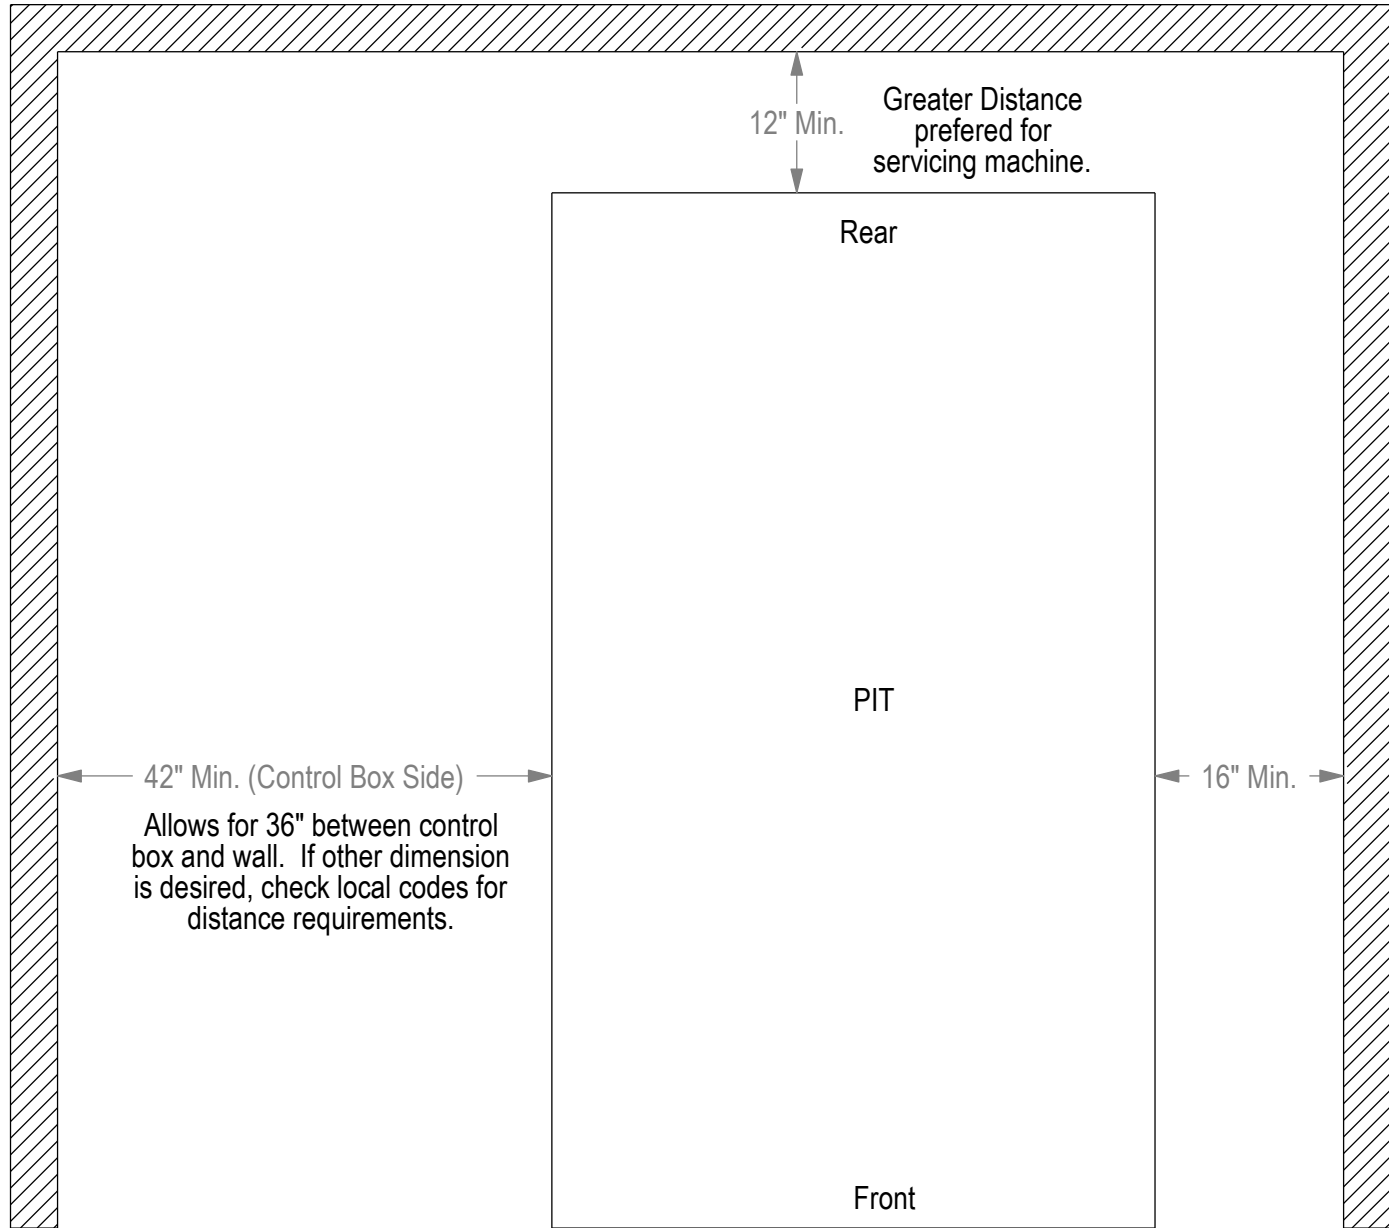 12" Min.
Greater Distance
prefered for
servicing machine.
Rear
PIT
42" Min. (Control Box Side)
16" Min.
Allows for 36" between control
box and wall.  If other dimension
is desired, check local codes for
distance requirements.
Front